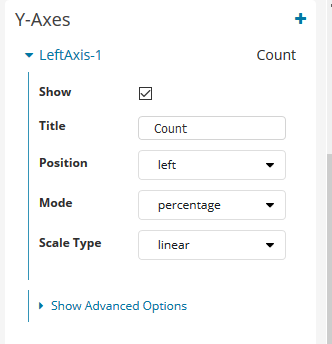 Y-Axes +
LeftAxis-1 Count
Show
Title Count
Position left
Mode percentage
Scale Type linear
Show Advanced Options